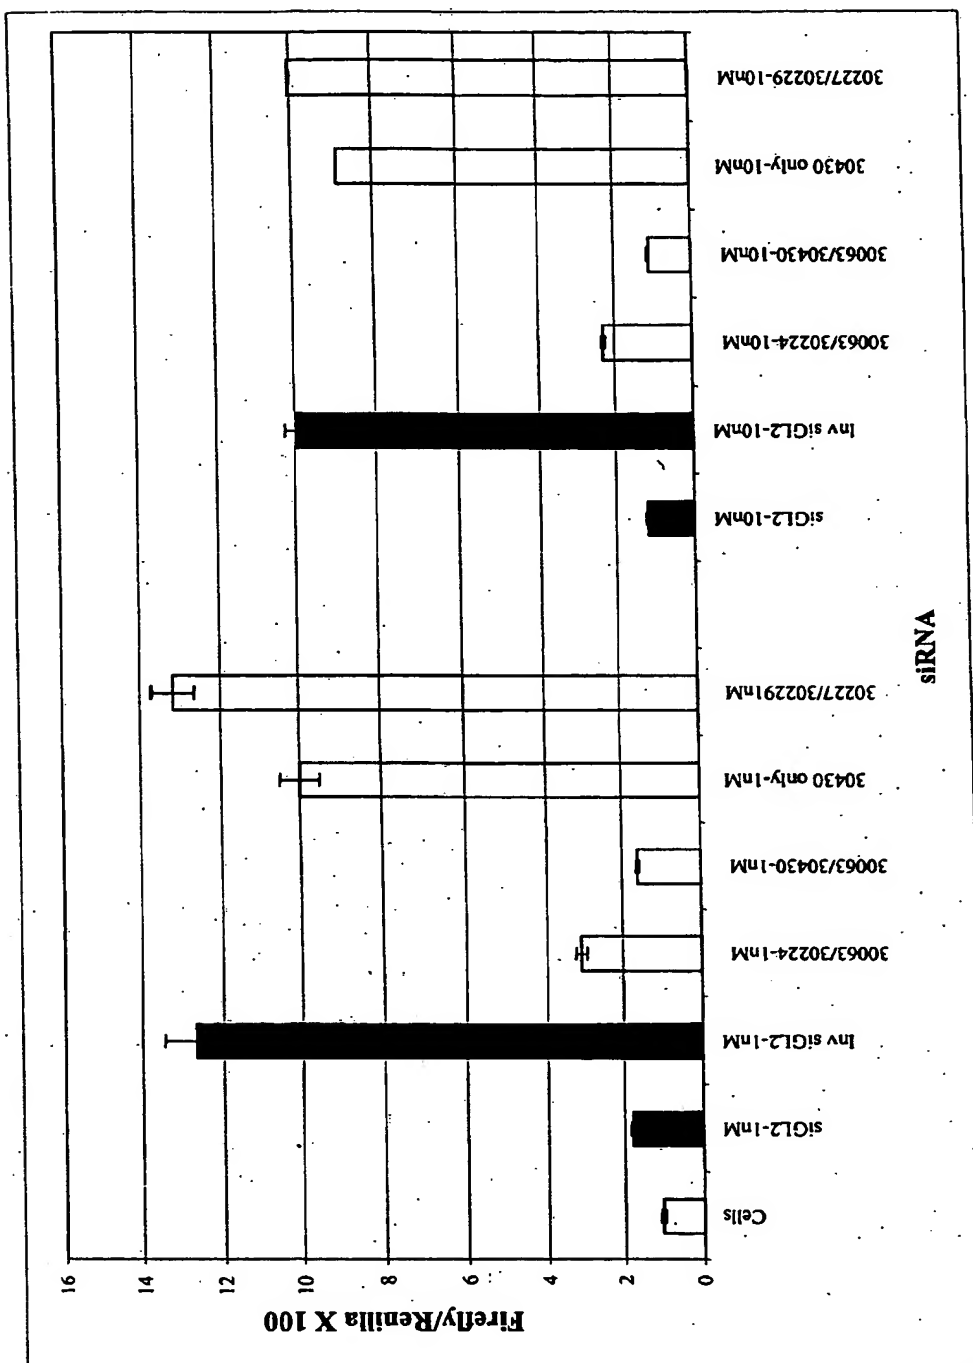 Firefly/Renilla X 100
16
14
12
10
8
6
4
2
0
Cells
siGL2-1nM
Inv siGL2-1nM
30063/30224-1nM
30063/30430-1nM
30430 only-1nM
30227/302291nM
siGL2-10nM
Inv siGL2-10nM
30063/30224-10nM
30063/30430-10nM
30430 only-10nM
30227/30229-10nM
siRNA